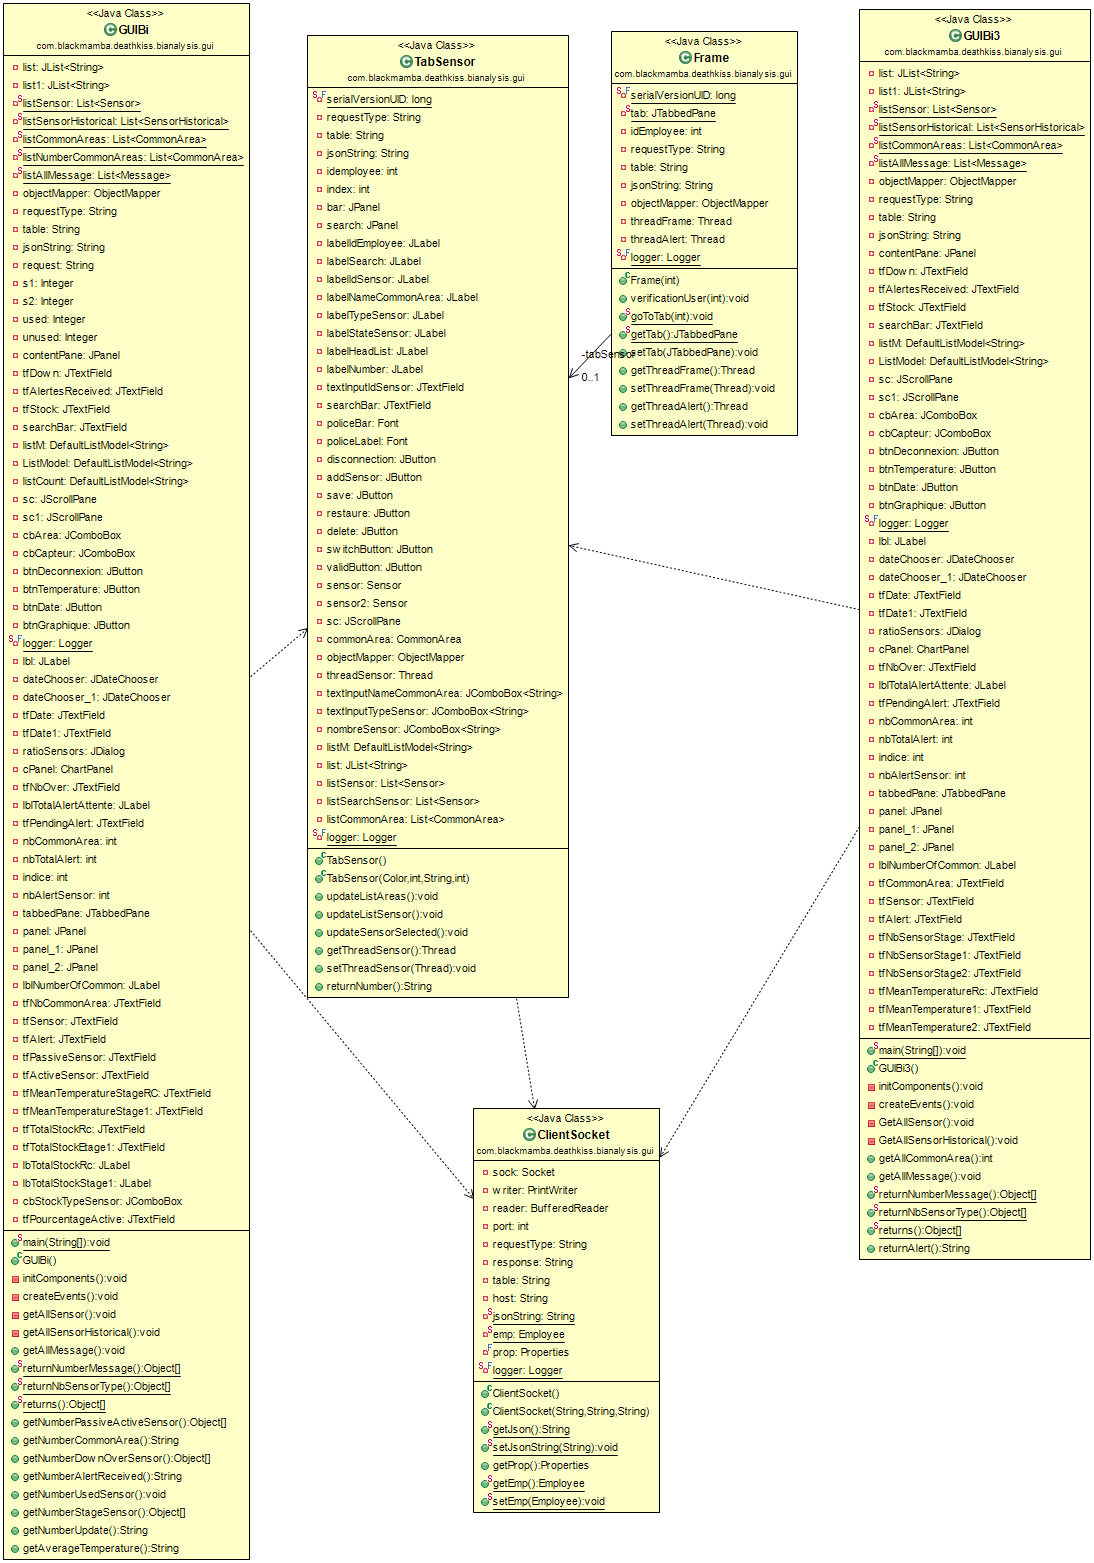 <<Java Class>>
GUIBi
com.blackmamba.deathkiss.bianalysis.gui
list: JList<String>
list1: JList<String>
listSensor: List<Sensor>
listSensorHistorical: List<SensorHistorical>
listCommonAreas: List<CommonArea>
listNumberCommonAreas: List<CommonArea>
listAllMessage: List<Message>
objectMapper: ObjectMapper
requestType: String
table: String
jsonString: String
request: String
s1: Integer
s2: Integer
used: Integer
unused: Integer
contentPane: JPanel
tfDown: JTextField
tfAlertesReceived: JTextField
tfStock: JTextField
searchBar: JTextField
listM: DefaultListModel<String>
ListModel: DefaultListModel<String>
listCount: DefaultListModel<String>
sc: JScrollPane
sc1: JScrollPane
cbArea: JComboBox
cbCapteur: JComboBox
btnDeconnexion: JButton
btnTemperature: JButton
btnDate: JButton
btnGraphique: JButton
logger: Logger
lbl: JLabel
dateChooser: JDateChooser
dateChooser_1: JDateChooser
tfDate: JTextField
tfDate1: JTextField
ratioSensors: JDialog
cPanel: ChartPanel
tfNbOver: JTextField
lblTotalAlertAttente: JLabel
tfPendingAlert: JTextField
nbCommonArea: int
nbTotalAlert: int
indice: int
nbAlertSensor: int
tabbedPane: JTabbedPane
panel: JPanel
panel_1: JPanel
panel_2: JPanel
lblNumberOfCommon: JLabel
tfNbCommonArea: JTextField
tfSensor: JTextField
tfAlert: JTextField
tfPassiveSensor: JTextField
tfActiveSensor: JTextField
tfMeanTemperatureStageRC: JTextField
tfMeanTemperatureStage1: JTextField
tfTotalStockRc: JTextField
tfTotalStockEtage1: JTextField
lbTotalStockRc: JLabel
lbTotalStockStage1: JLabel
cbStockTypeSensor: JComboBox
tfPourcentageActive: JTextField
main(String[]):void
GUIBi()
initComponents():void
createEvents():void
getAllSensor():void
getAllSensorHistorical():void
getAllMessage():void
returnNumberMessage():Object[]
returnNbSensorType():Object[]
returns():Object[]
getNumberPassiveActiveSensor():Object[]
getNumberCommonArea():String
getNumberDownOverSensor():Object[]
getNumberAlertReceived():String
getNumberUsedSensor():void
getNumberStageSensor():Object[]
getNumberUpdate():String
getAverageTemperature():String
<<Java Class>>
TabSensor
com.blackmamba.deathkiss.bianalysis.gui
serialVersionUID: long
requestType: String
table: String
jsonString: String
idemployee: int
index: int
bar: JPanel
search: JPanel
labelIdEmployee: JLabel
labelSearch: JLabel
labelIdSensor: JLabel
labelNameCommonArea: JLabel
labelTypeSensor: JLabel
labelStateSensor: JLabel
labelHeadList: JLabel
labelNumber: JLabel
textInputIdSensor: JTextField
searchBar: JTextField
policeBar: Font
policeLabel: Font
disconnection: JButton
addSensor: JButton
save: JButton
restaure: JButton
delete: JButton
switchButton: JButton
validButton: JButton
sensor: Sensor
sensor2: Sensor
sc: JScrollPane
commonArea: CommonArea
objectMapper: ObjectMapper
threadSensor: Thread
textInputNameCommonArea: JComboBox<String>
textInputTypeSensor: JComboBox<String>
nombreSensor: JComboBox<String>
listM: DefaultListModel<String>
list: JList<String>
listSensor: List<Sensor>
listSearchSensor: List<Sensor>
listCommonArea: List<CommonArea>
logger: Logger
TabSensor()
TabSensor(Color,int,String,int)
updateListAreas():void
updateListSensor():void
updateSensorSelected():void
getThreadSensor():Thread
setThreadSensor(Thread):void
returnNumber():String
<<Java Class>>
Frame
com.blackmamba.deathkiss.bianalysis.gui
serialVersionUID: long
tab: JTabbedPane
idEmployee: int
requestType: String
table: String
jsonString: String
objectMapper: ObjectMapper
threadFrame: Thread
threadAlert: Thread
logger: Logger
Frame(int)
verificationUser(int):void
goToTab(int):void
getTab():JTabbedPane
setTab(JTabbedPane):void
getThreadFrame():Thread
setThreadFrame(Thread):void
getThreadAlert():Thread
setThreadAlert(Thread):void
-tabSensor
0..1
<<Java Class>>
GUIBi3
com.blackmamba.deathkiss.bianalysis.gui
list: JList<String>
list1: JList<String>
listSensor: List<Sensor>
listSensorHistorical: List<SensorHistorical>
listCommonAreas: List<CommonArea>
listAllMessage: List<Message>
objectMapper: ObjectMapper
requestType: String
table: String
jsonString: String
contentPane: JPanel
tfDown: JTextField
tfAlertesReceived: JTextField
tfStock: JTextField
searchBar: JTextField
listM: DefaultListModel<String>
ListModel: DefaultListModel<String>
sc: JScrollPane
sc1: JScrollPane
cbArea: JComboBox
cbCapteur: JComboBox
btnDeconnexion: JButton
btnTemperature: JButton
btnDate: JButton
btnGraphique: JButton
logger: Logger
lbl: JLabel
dateChooser: JDateChooser
dateChooser_1: JDateChooser
tfDate: JTextField
tfDate1: JTextField
ratioSensors: JDialog
cPanel: ChartPanel
tfNbOver: JTextField
lblTotalAlertAttente: JLabel
tfPendingAlert: JTextField
nbCommonArea: int
nbTotalAlert: int
indice: int
nbAlertSensor: int
tabbedPane: JTabbedPane
panel: JPanel
panel_1: JPanel
panel_2: JPanel
lblNumberOfCommon: JLabel
tfCommonArea: JTextField
tfSensor: JTextField
tfAlert: JTextField
tfNbSensorStage: JTextField
tfNbSensorStage1: JTextField
tfNbSensorStage2: JTextField
tfMeanTemperatureRc: JTextField
tfMeanTemperature1: JTextField
tfMeanTemperature2: JTextField
main(String[]):void
GUIBi3()
initComponents():void
createEvents():void
GetAllSensor():void
GetAllSensorHistorical():void
getAllCommonArea():int
getAllMessage():void
returnNumberMessage():Object[]
returnNbSensorType():Object[]
returns():Object[]
returnAlert():String
<<Java Class>>
ClientSocket
com.blackmamba.deathkiss.bianalysis.gui
sock: Socket
writer: PrintWriter
reader: BufferedReader
port: int
requestType: String
response: String
table: String
host: String
jsonString: String
emp: Employee
prop: Properties
logger: Logger
ClientSocket()
ClientSocket(String,String,String)
getJson():String
setJsonString(String):void
getProp():Properties
getEmp():Employee
setEmp(Employee):void